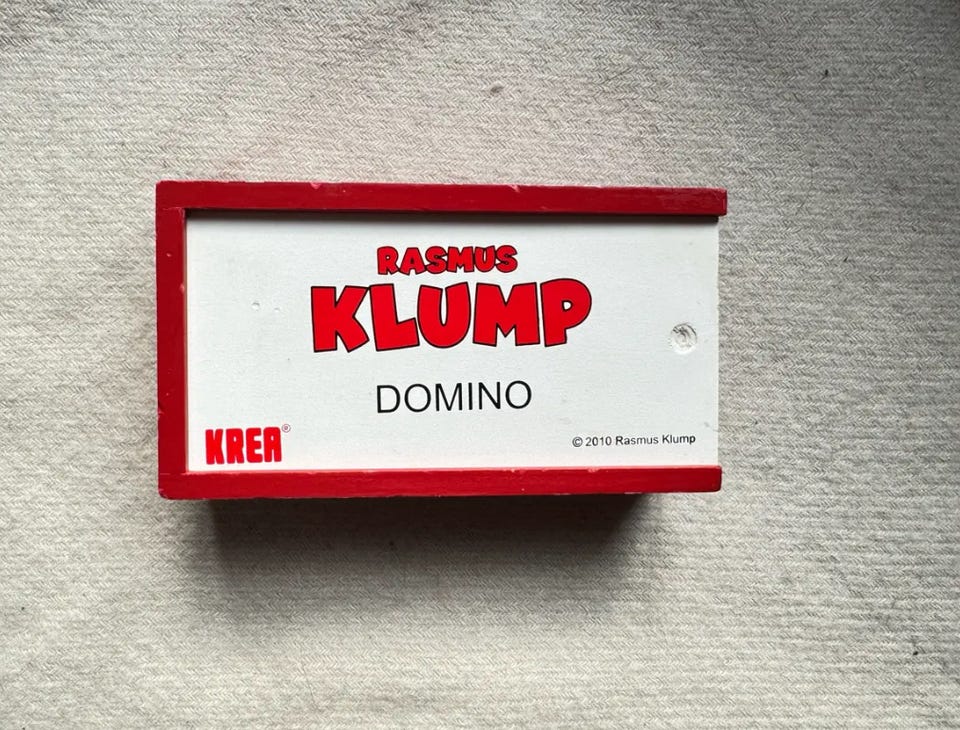 RASMUS
KLUMP
DOMINO
KREA®
© 2010 Rasmus Klump